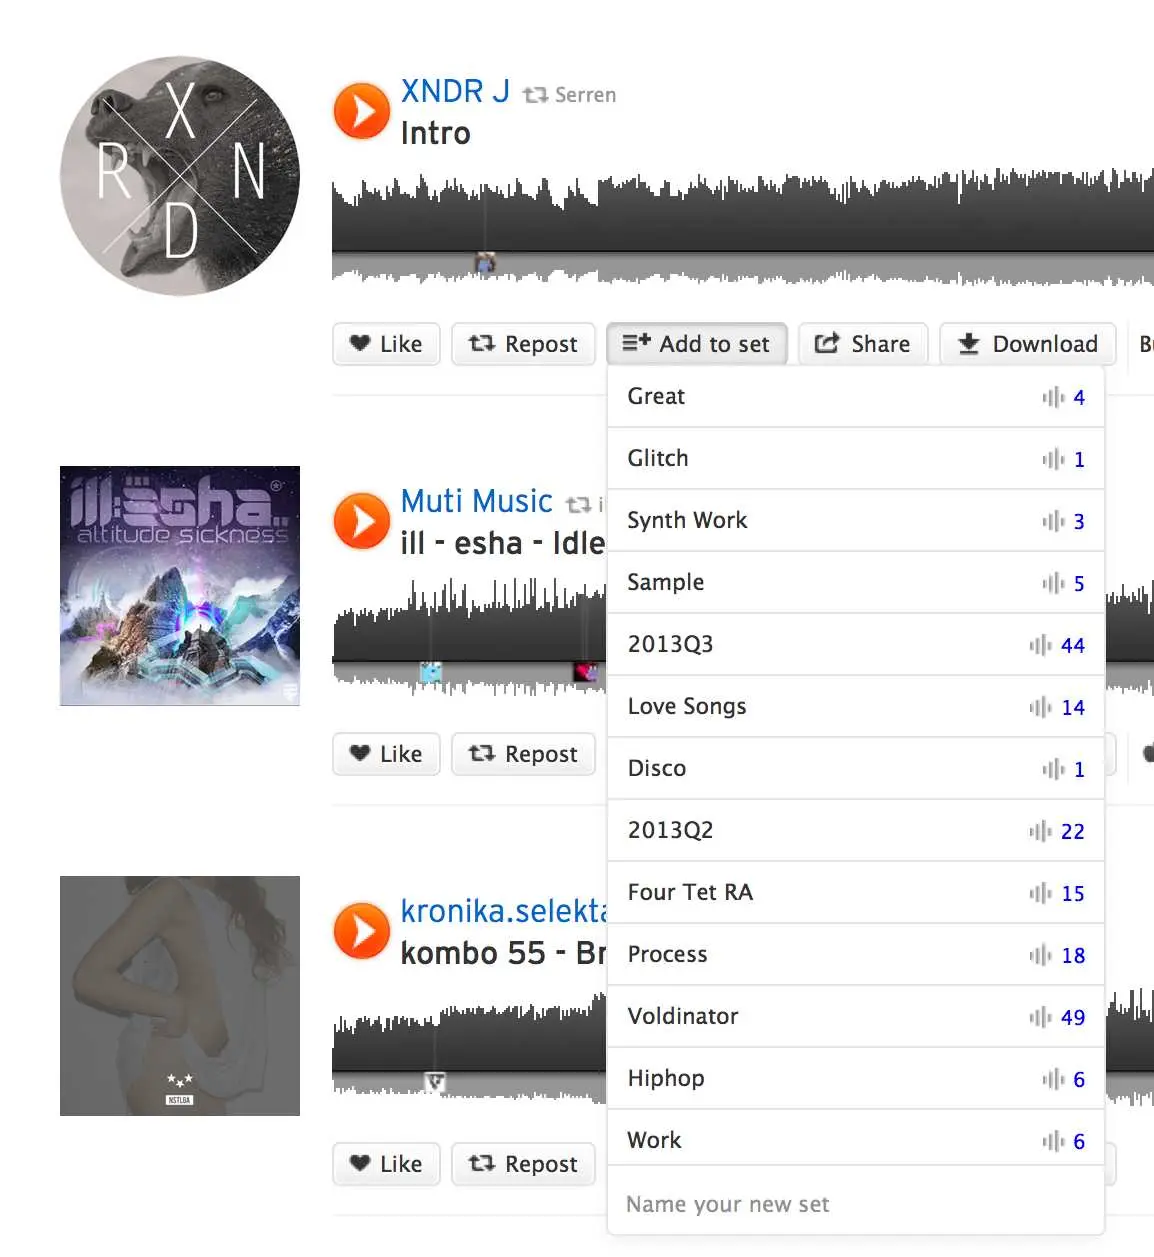 X
R N
D
XNDR J Serren
Intro
Like Repost Add to set Share Download
Great 4
Glitch 1
Synth Work 3
Sample 5
2013Q3 44
Love Songs 14
Disco 1
2013Q2 22
Four Tet RA 15
Process 18
Voldinator 49
Hiphop 6
Work 6
Name your new set
ill-esha
altitude sickness
Muti Music
ill - esha - Idle
Like Repost
NSTLGA
kronika.selekta
kombo 55 - Br
Like Repost